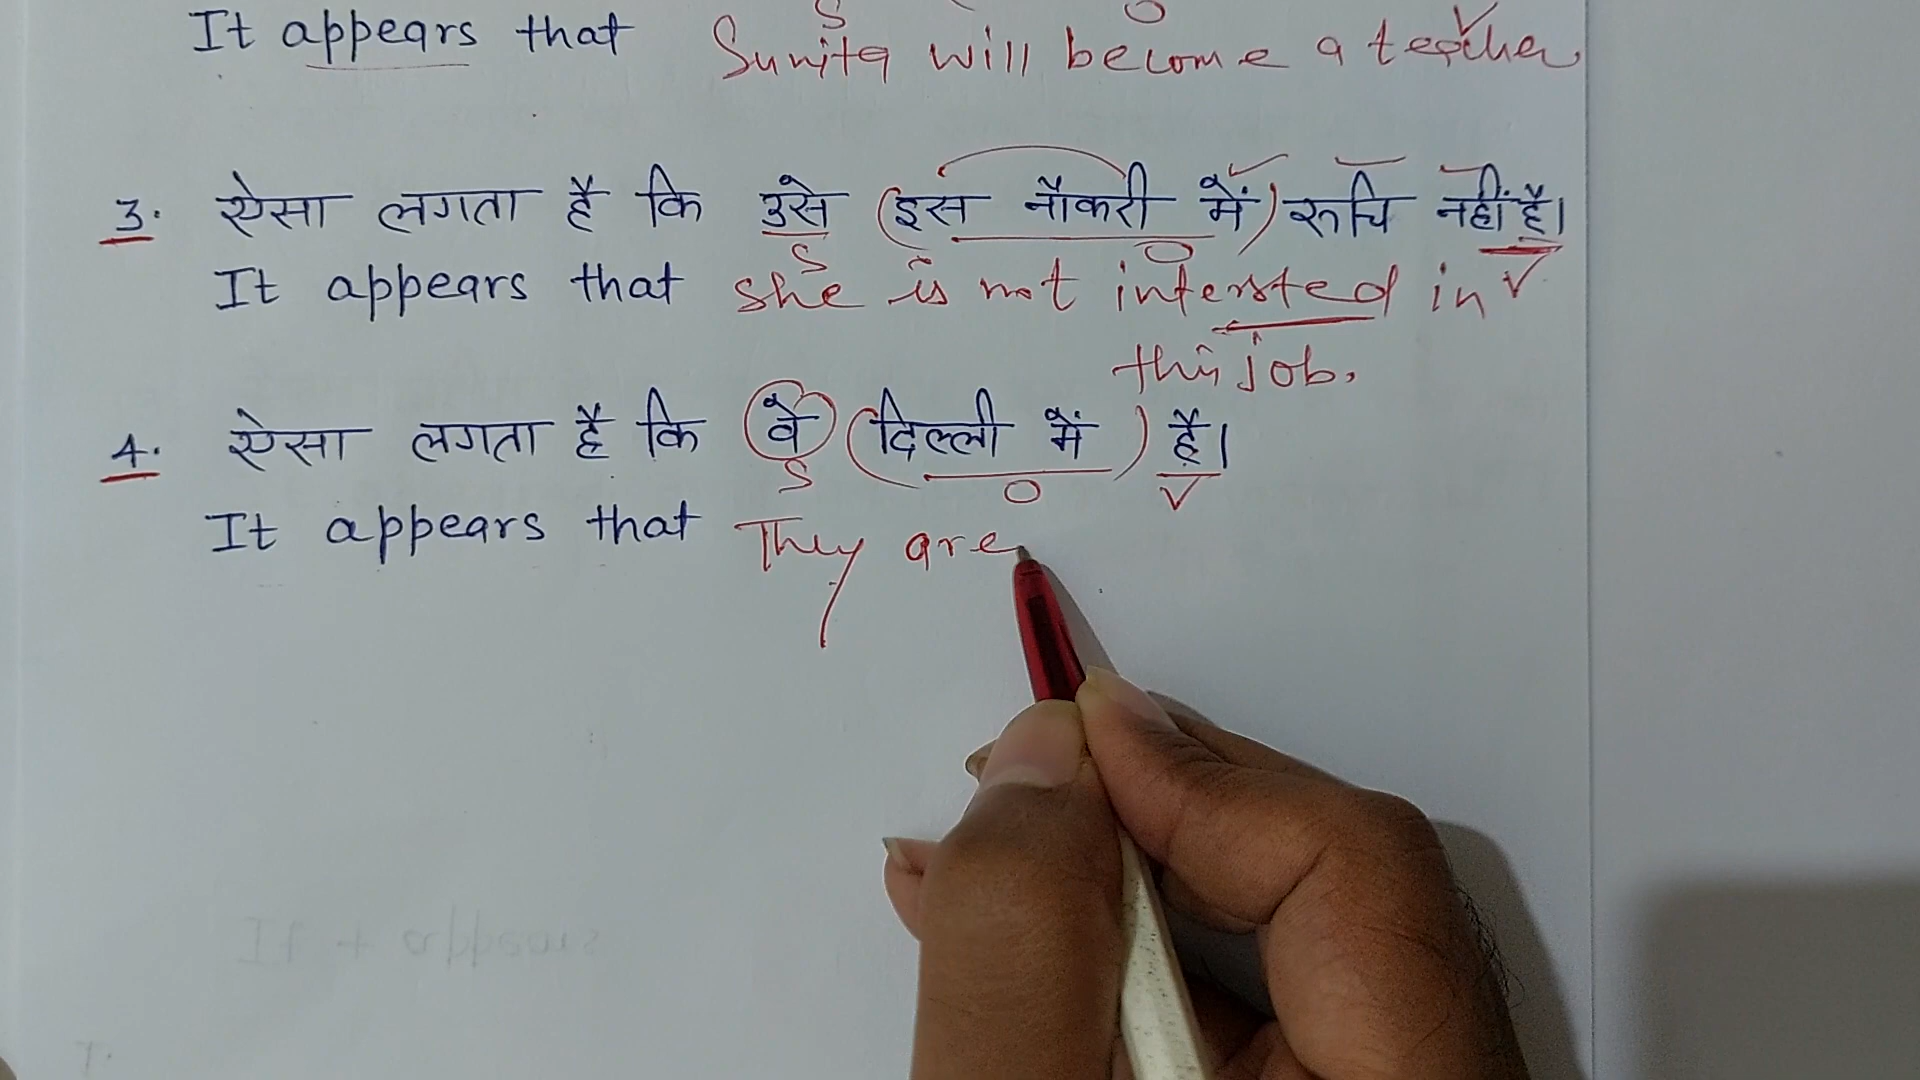 S O V
It appears that Sunita will become a teacher
3. ऐसा लगता है कि उसे (इस नौकरी में) रूचि नहीं है।
S O V
It appears that she is not intersted in
this job.
4. ऐसा लगता है कि वे (दिल्ली में) है।
S O V
It appears that They are